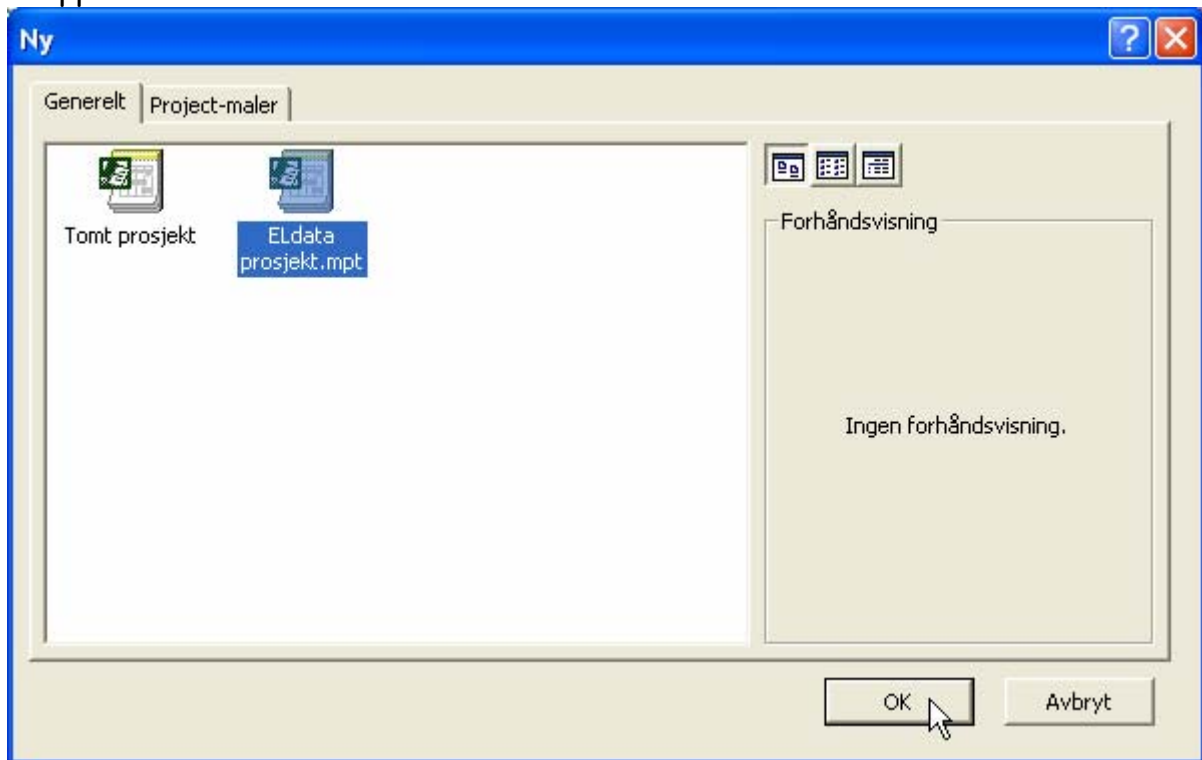 Ny
Generelt
Project-maler
Tomt prosjekt
ELdata
prosjekt.mpt
Forhåndsvisning
Ingen forhåndsvisning.
OK
Avbryt